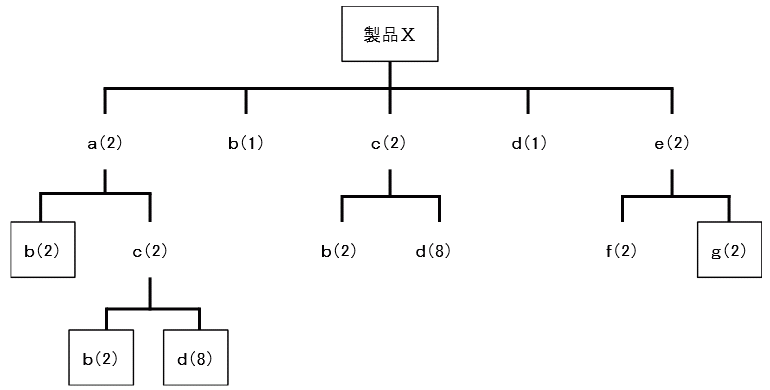 製品X
a(2)
b(1)
c(2)
d(1)
e(2)
b(2)
c(2)
b(2)
d(8)
f(2)
g(2)
b(2)
d(8)